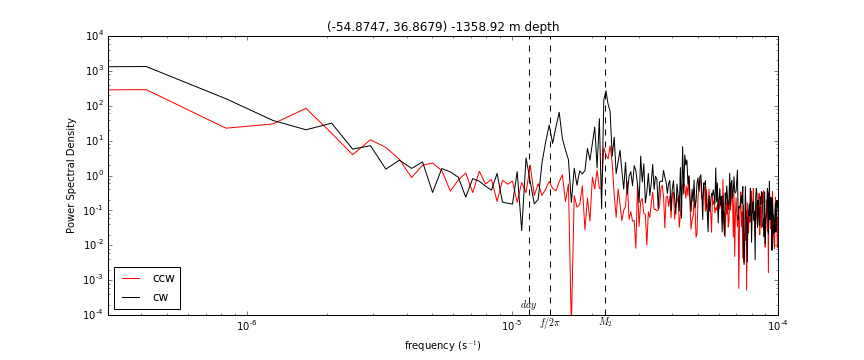 (-54.8747, 36.8679) -1358.92 m depth
10^4
10^3
10^2
10^1
10^0
10^-1
10^-2
10^-3
10^-4
Power Spectral Density
ccw
cw
day
f/2π
M_2
10^-6
10^-5
10^-4
frequency (s^-1)